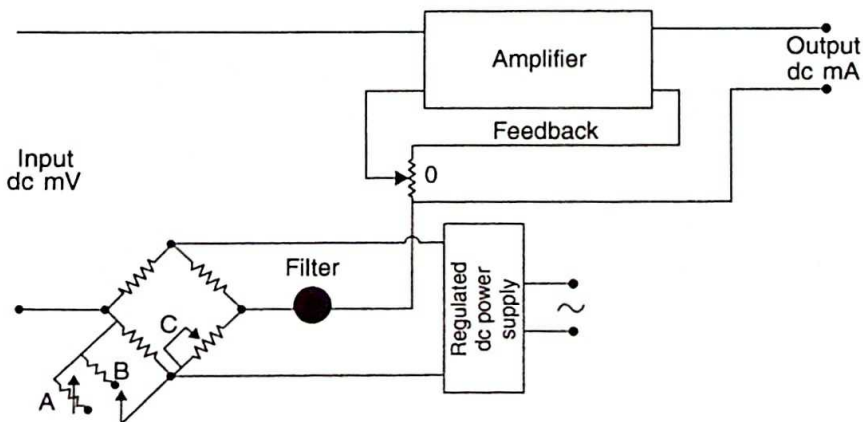 Amplifier
Output
dc mA
Feedback
Input
dc mV
0
Filter
Regulated
dc power
supply
~
C
B
A